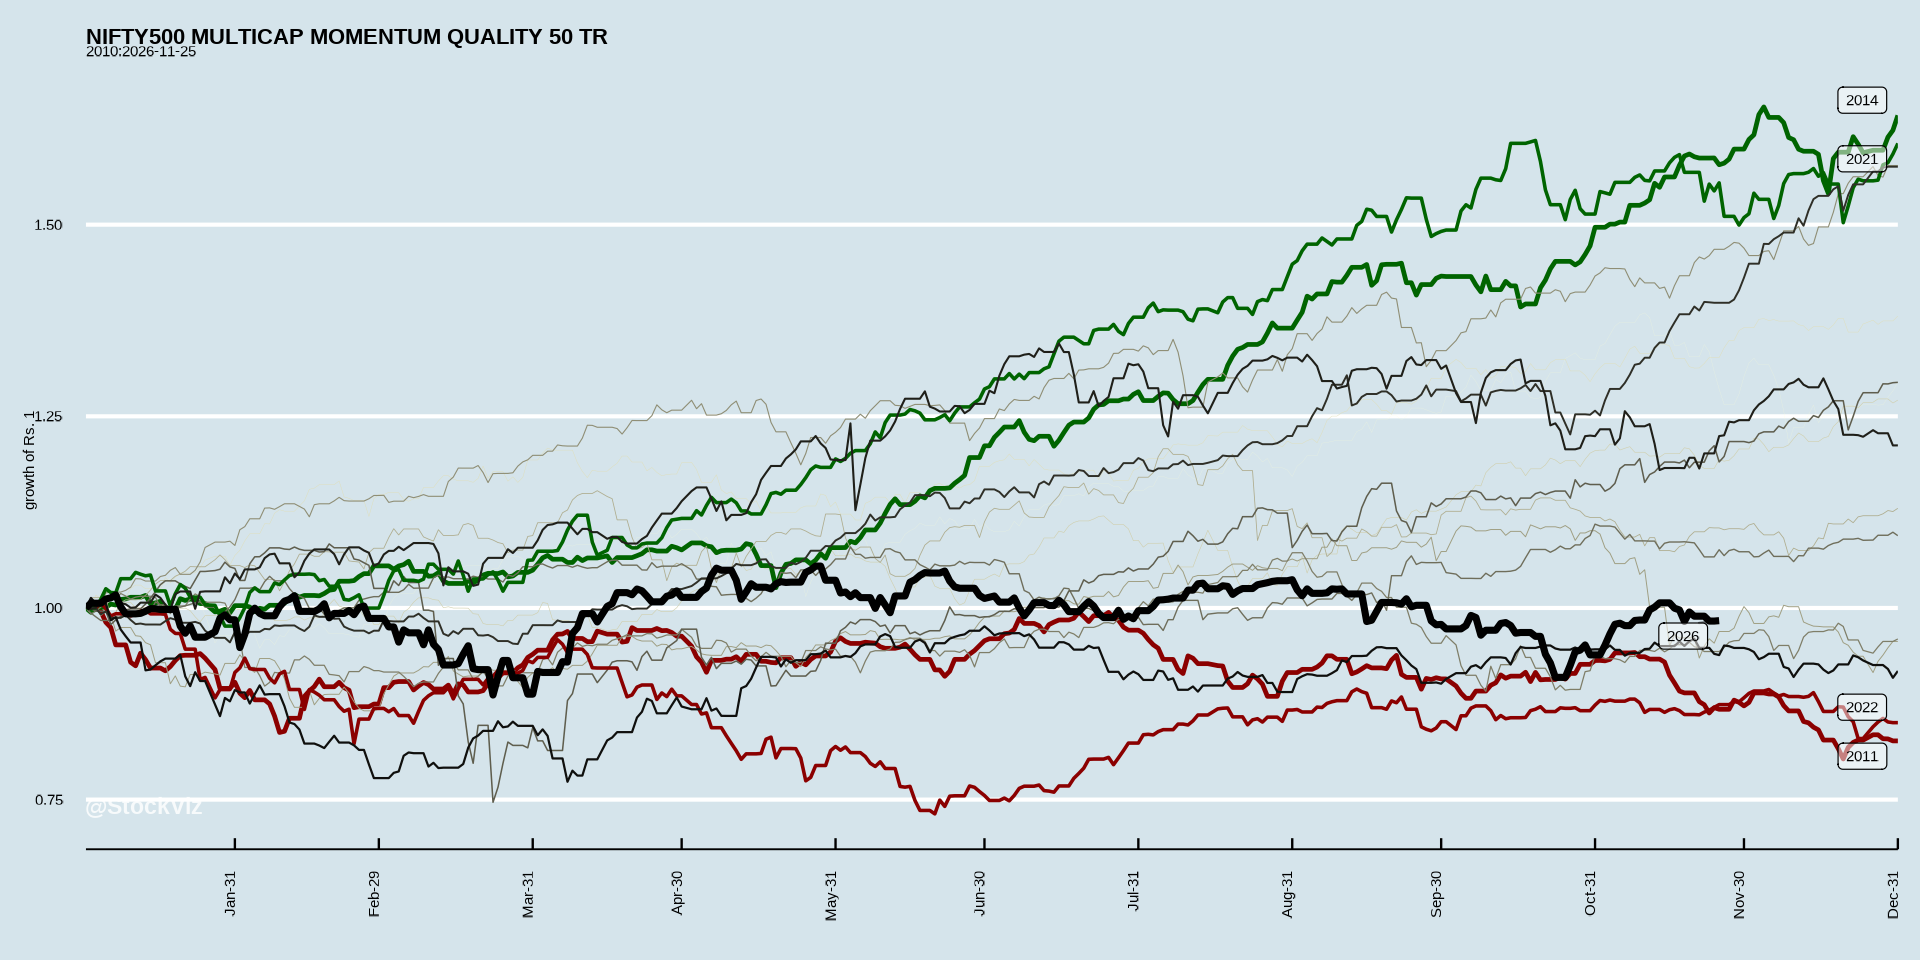 NIFTY500 MULTICAP MOMENTUM QUALITY 50 TR
2010:2026-11-25
2014
2021
1.50
1.25
1.00
0.75
growth of Rs. 1
2026
2022
2011
@StockViz
Jan-31
Feb-29
Mar-31
Apr-30
May-31
Jun-30
Jul-31
Aug-31
Sep-30
Oct-31
Nov-30
Dec-31